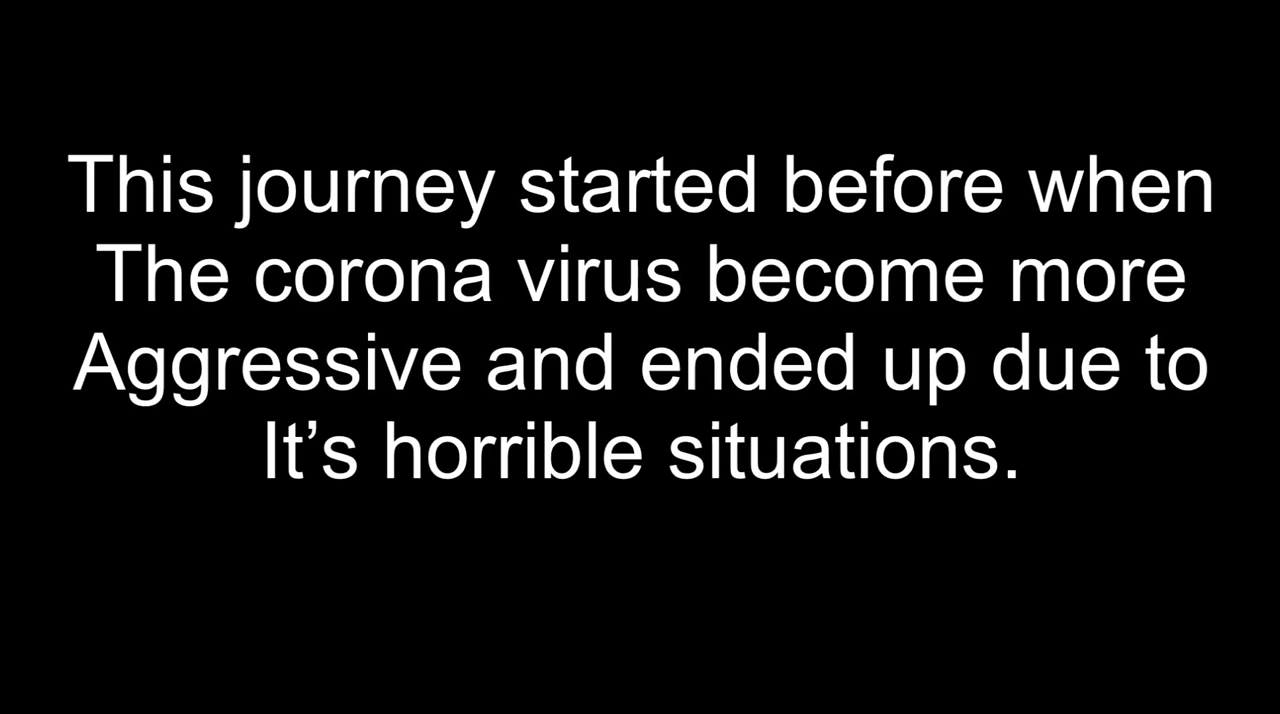 This journey started before when
The corona virus become more
Aggressive and ended up due to
It’s horrible situations.